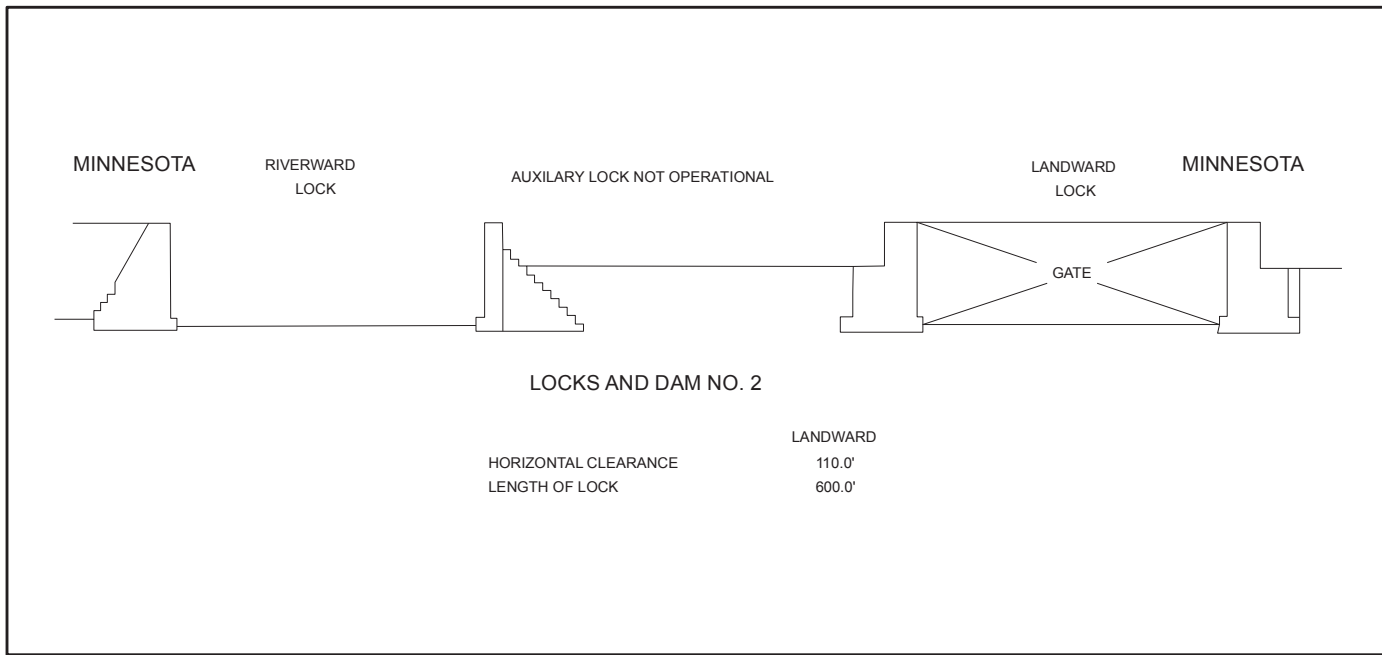 MINNESOTA
RIVERWARD
LOCK
AUXILARY LOCK NOT OPERATIONAL
LANDWARD
LOCK
MINNESOTA
GATE
LOCKS AND DAM NO. 2
LANDWARD
HORIZONTAL CLEARANCE 110.0'
LENGTH OF LOCK 600.0'